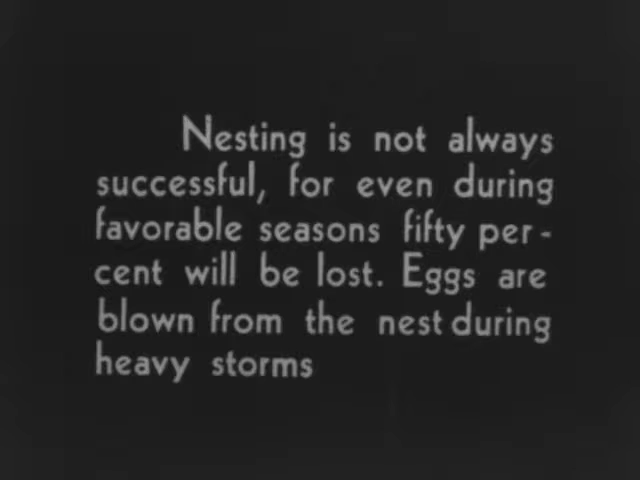 Nesting is not always
successful, for even during
favorable seasons fifty per-
cent will be lost. Eggs are
blown from the nest during
heavy storms